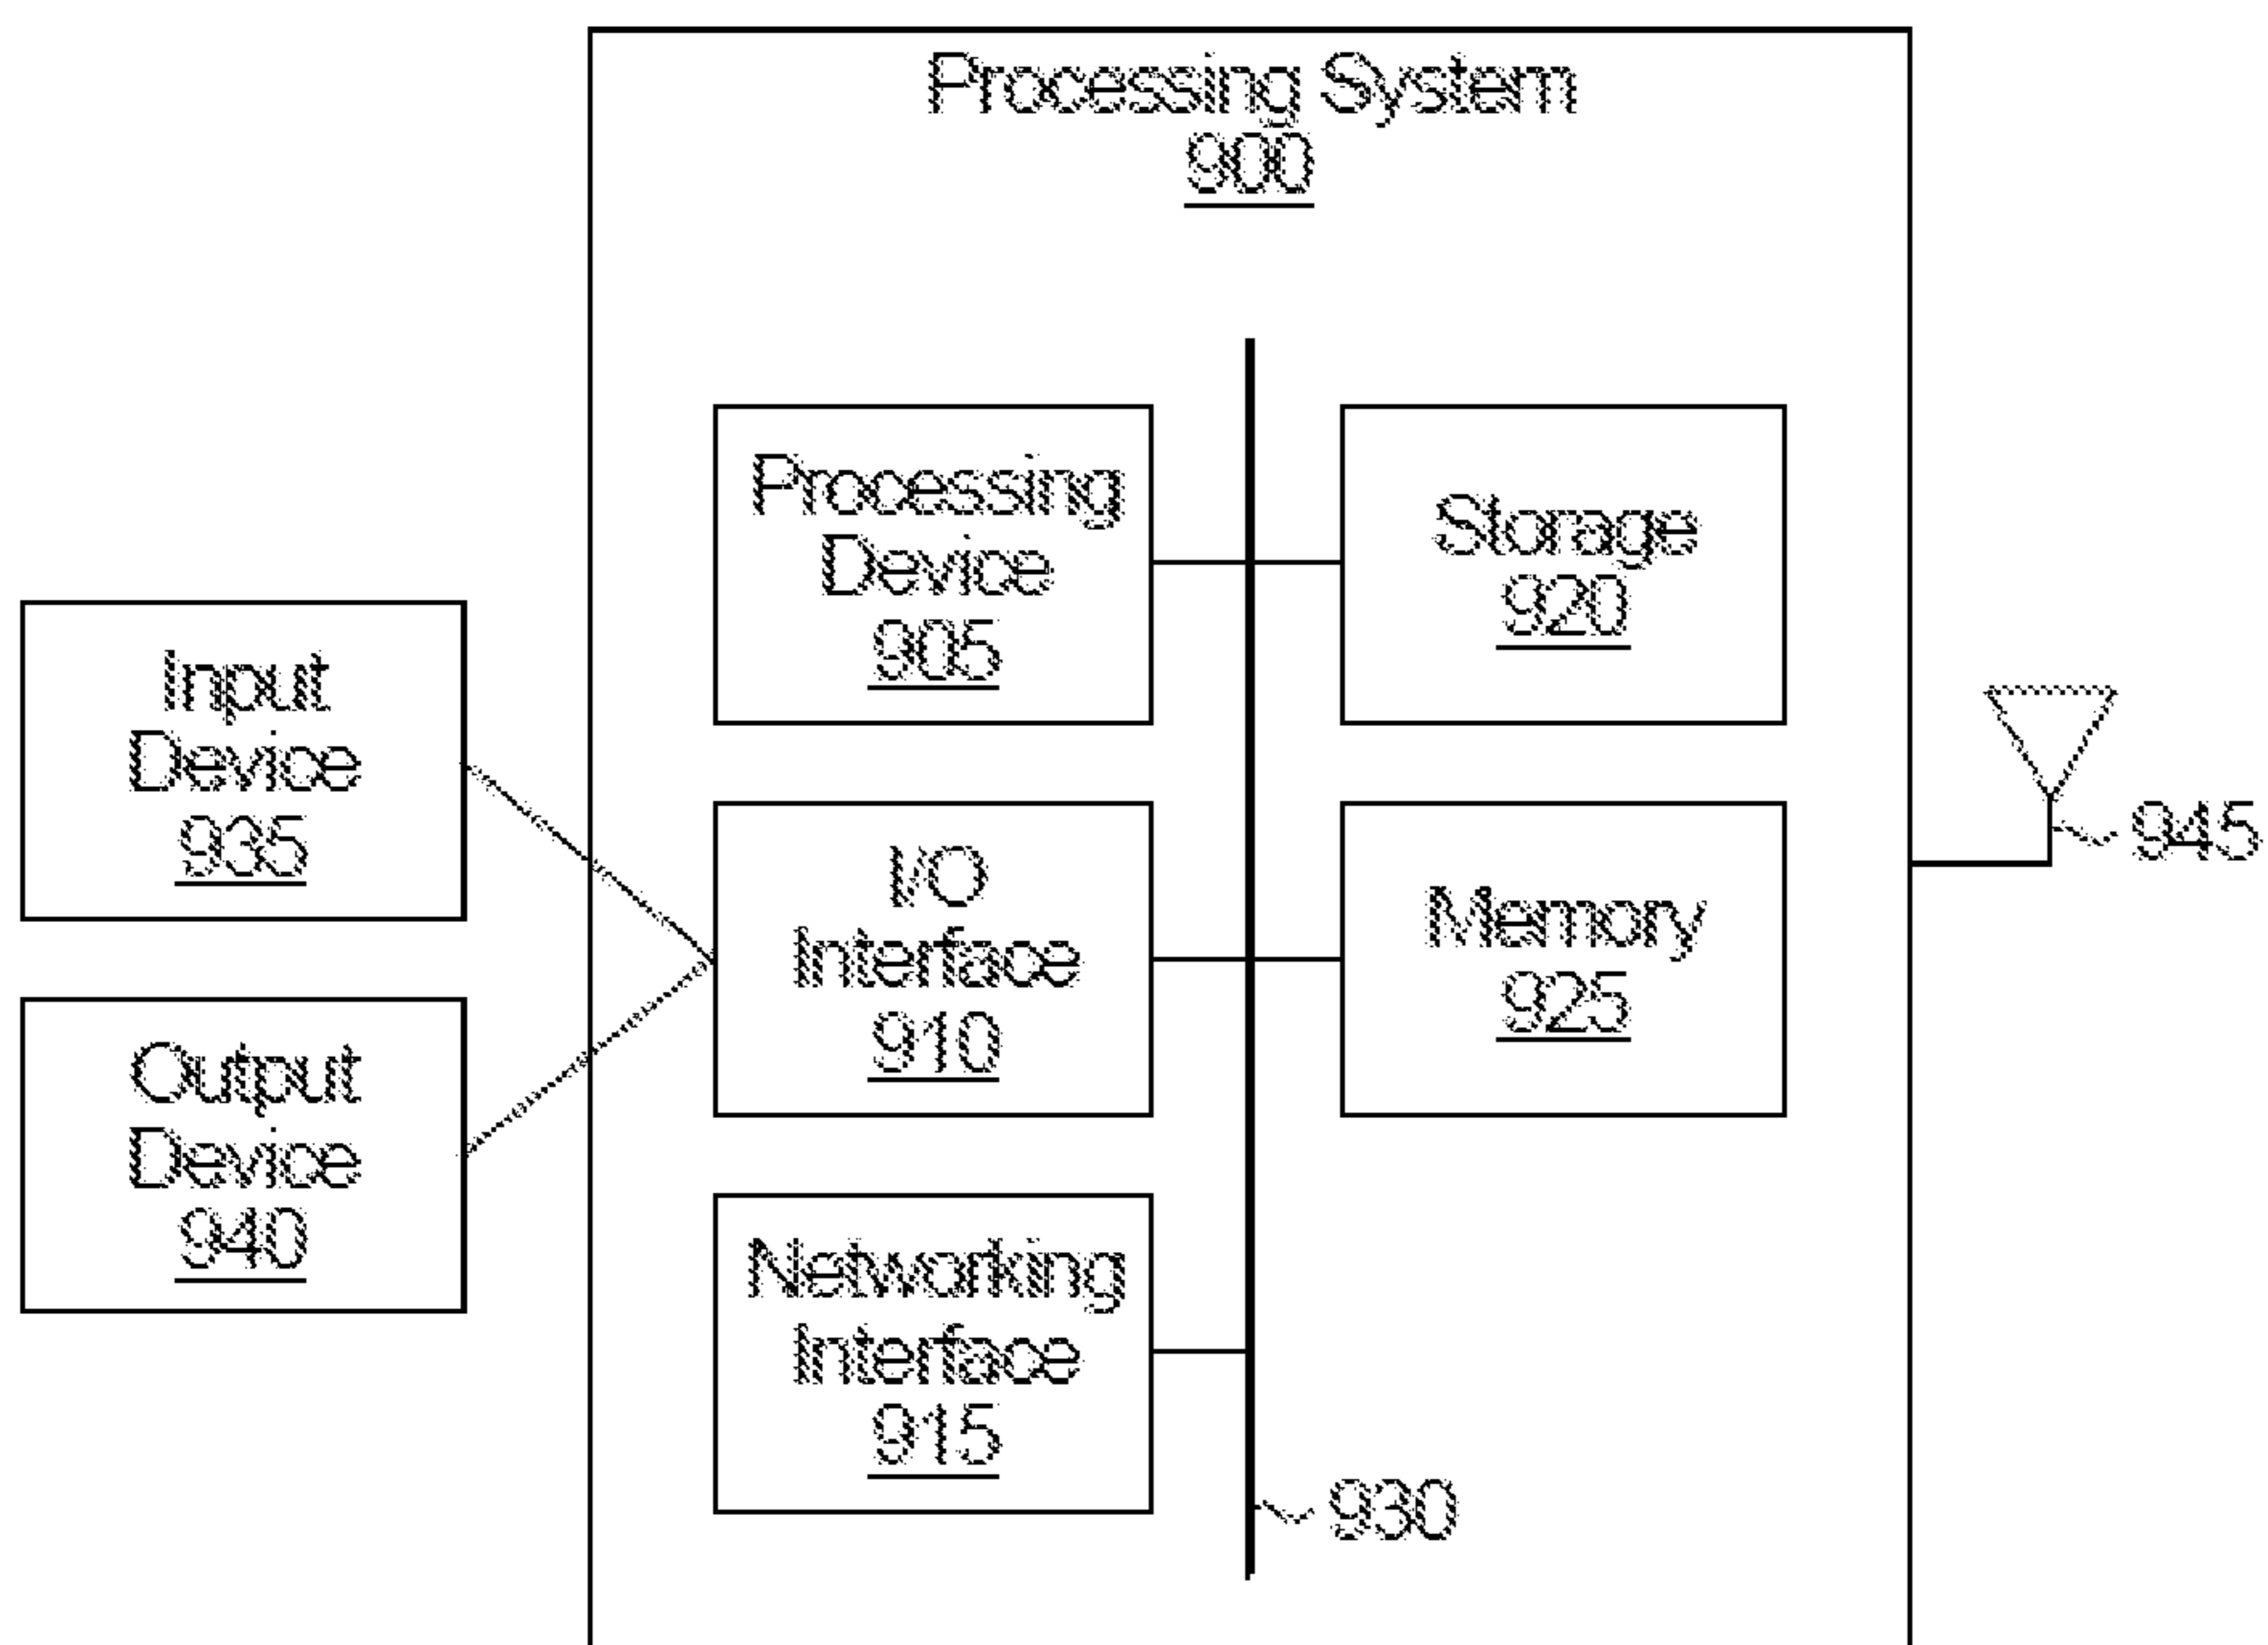 Processing System
900
Processing
Device
905
Storage
920
Input
Device
935
I/O
Interface
910
Memory
925
945
Output
Device
940
Networking
Interface
915
930